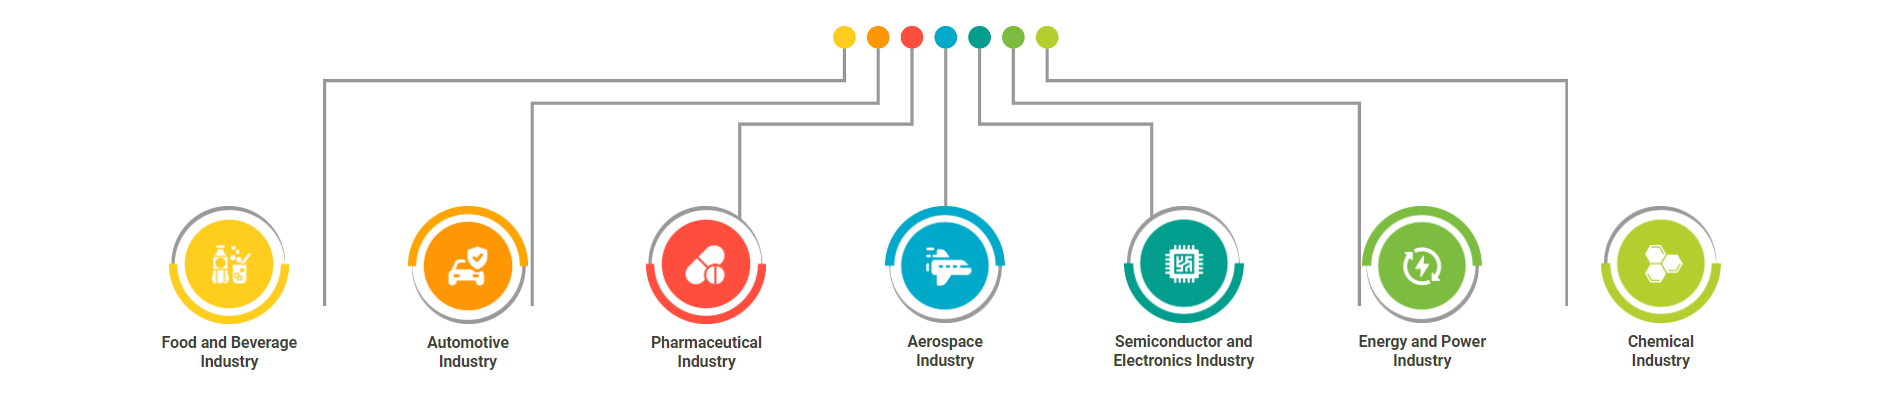 Food and Beverage
Industry
Automotive
Industry
Pharmaceutical
Industry
Aerospace
Industry
Semiconductor and
Electronics Industry
Energy and Power
Industry
Chemical
Industry